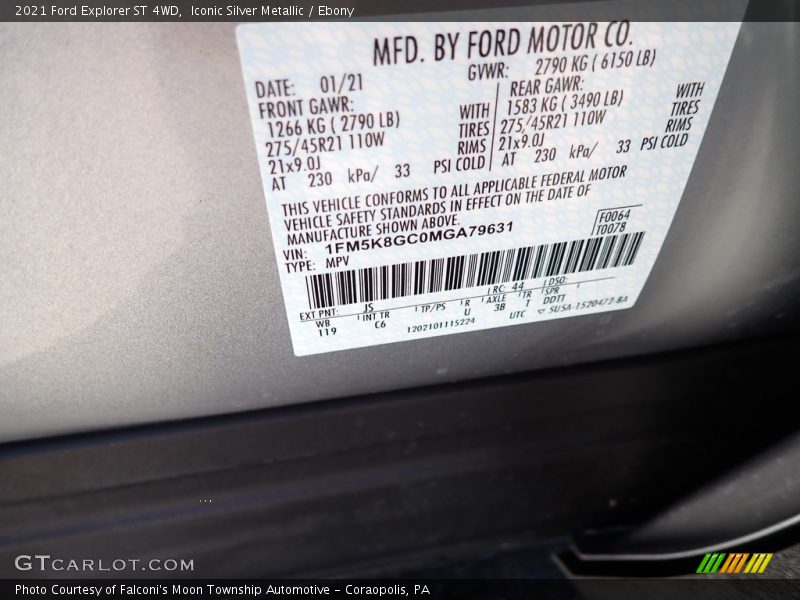 2021 Ford Explorer ST 4WD, Iconic Silver Metallic / Ebony
MFD. BY FORD MOTOR CO.
DATE: 01/21 GVWR: 2790 KG ( 6150 LB)
FRONT GAWR: REAR GAWR:
1266 KG ( 2790 LB) WITH 1583 KG ( 3490 LB) WITH
275/45R21 110W TIRES 275/45R21 110W TIRES
21x9.0J RIMS 21x9.0J RIMS
AT 230 kPa/ 33 PSI COLD AT 230 kPa/ 33 PSI COLD
THIS VEHICLE CONFORMS TO ALL APPLICABLE FEDERAL MOTOR
VEHICLE SAFETY STANDARDS IN EFFECT ON THE DATE OF
MANUFACTURE SHOWN ABOVE.
F0064
VIN: 1FM5K8GC0MGA79631 T0078
TYPE: MPV
EXT PNT: JS RC: 44 DSO:
WB INT TR TP/PS R AXLE TR SPR
119 C6 U 3B T DDTT
1202101115224 UTC 5U5A-1520472-BA
GTCARLOT.COM
Photo Courtesy of Falconi's Moon Township Automotive - Coraopolis, PA